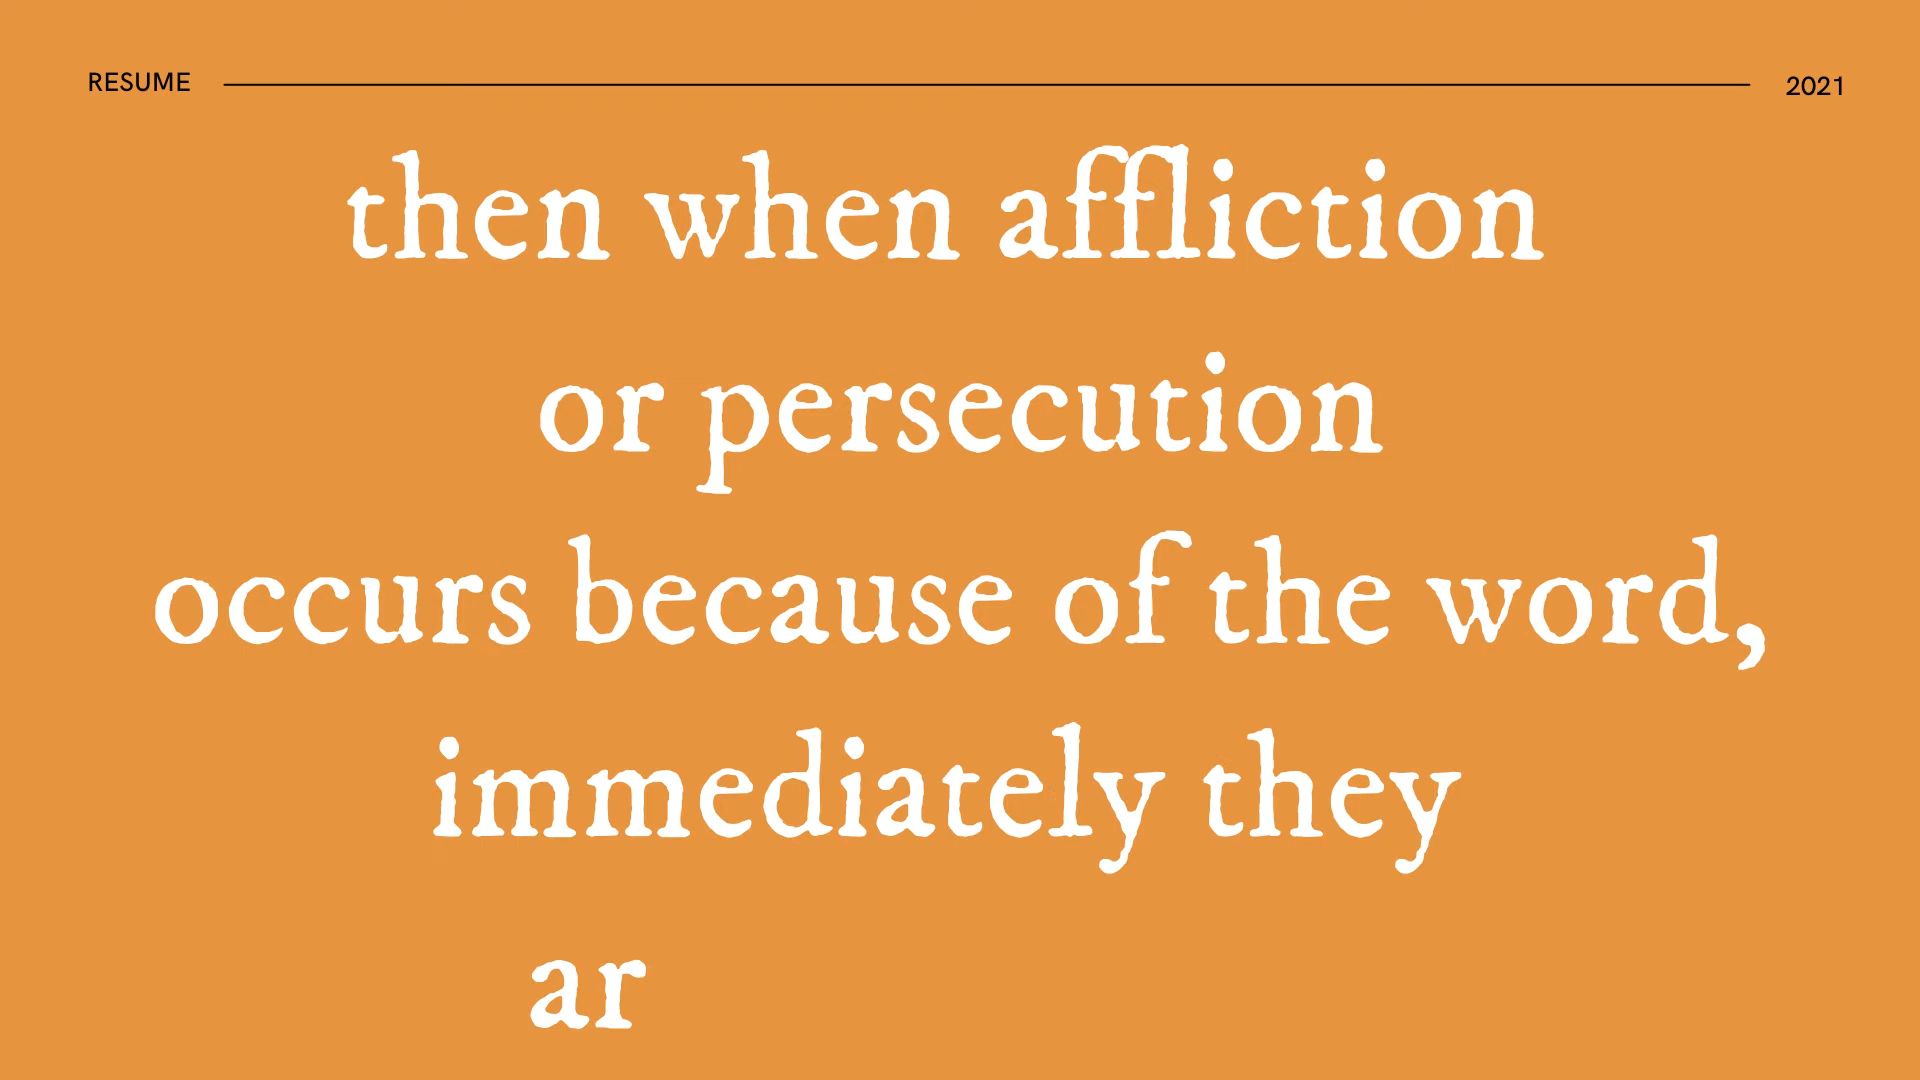 RESUME 2021
then when affliction
or persecution
occurs because of the word,
immediately they
ar